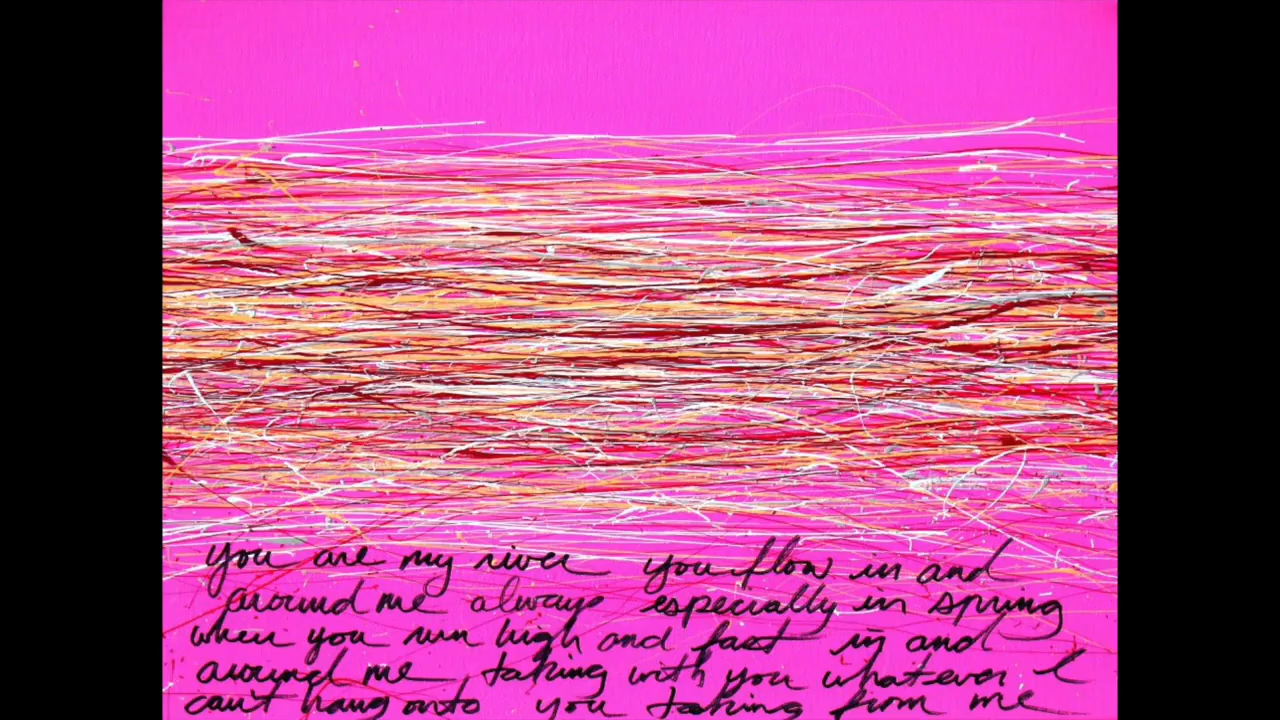 you are my river you flow in and
around me always especially in spring
when you run high and fast in and
around me taking with you whatever I
can't hang onto you taking from me